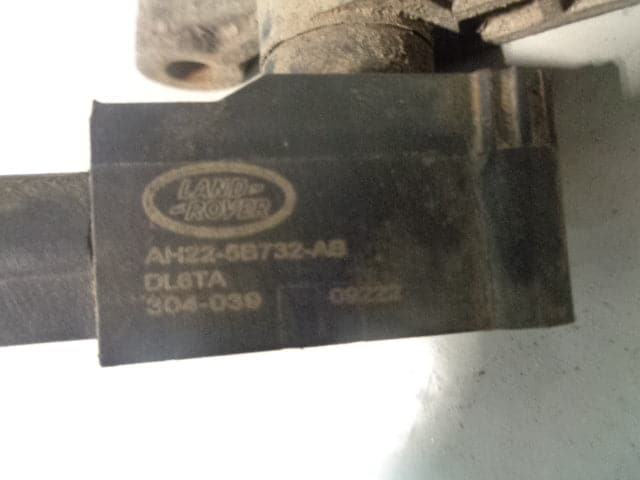 LAND-
-ROVER
AH22-5B732-AB
DL6TA
304-039 09222